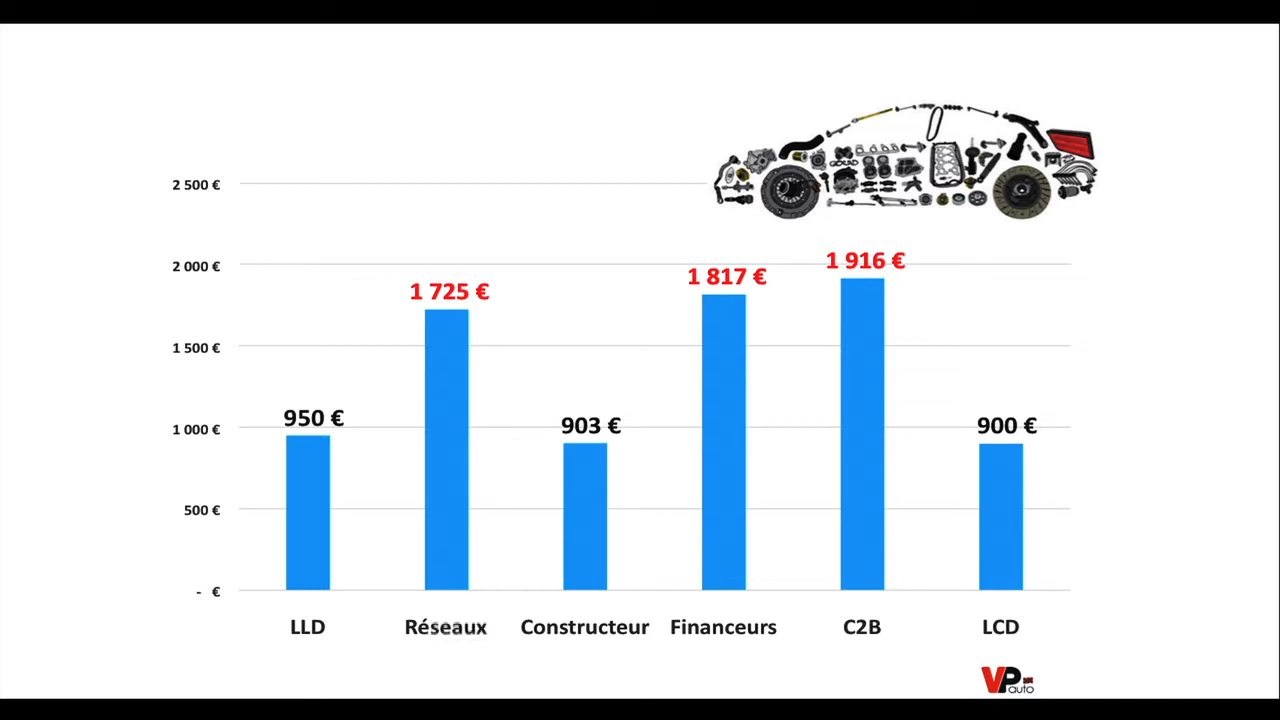 2 500 €
2 000 €
1 500 €
1 000 €
500 €
- €
950 €
1 725 €
903 €
1 817 €
1 916 €
900 €
LLD
Réseaux
Constructeur
Financeurs
C2B
LCD
VP
auto